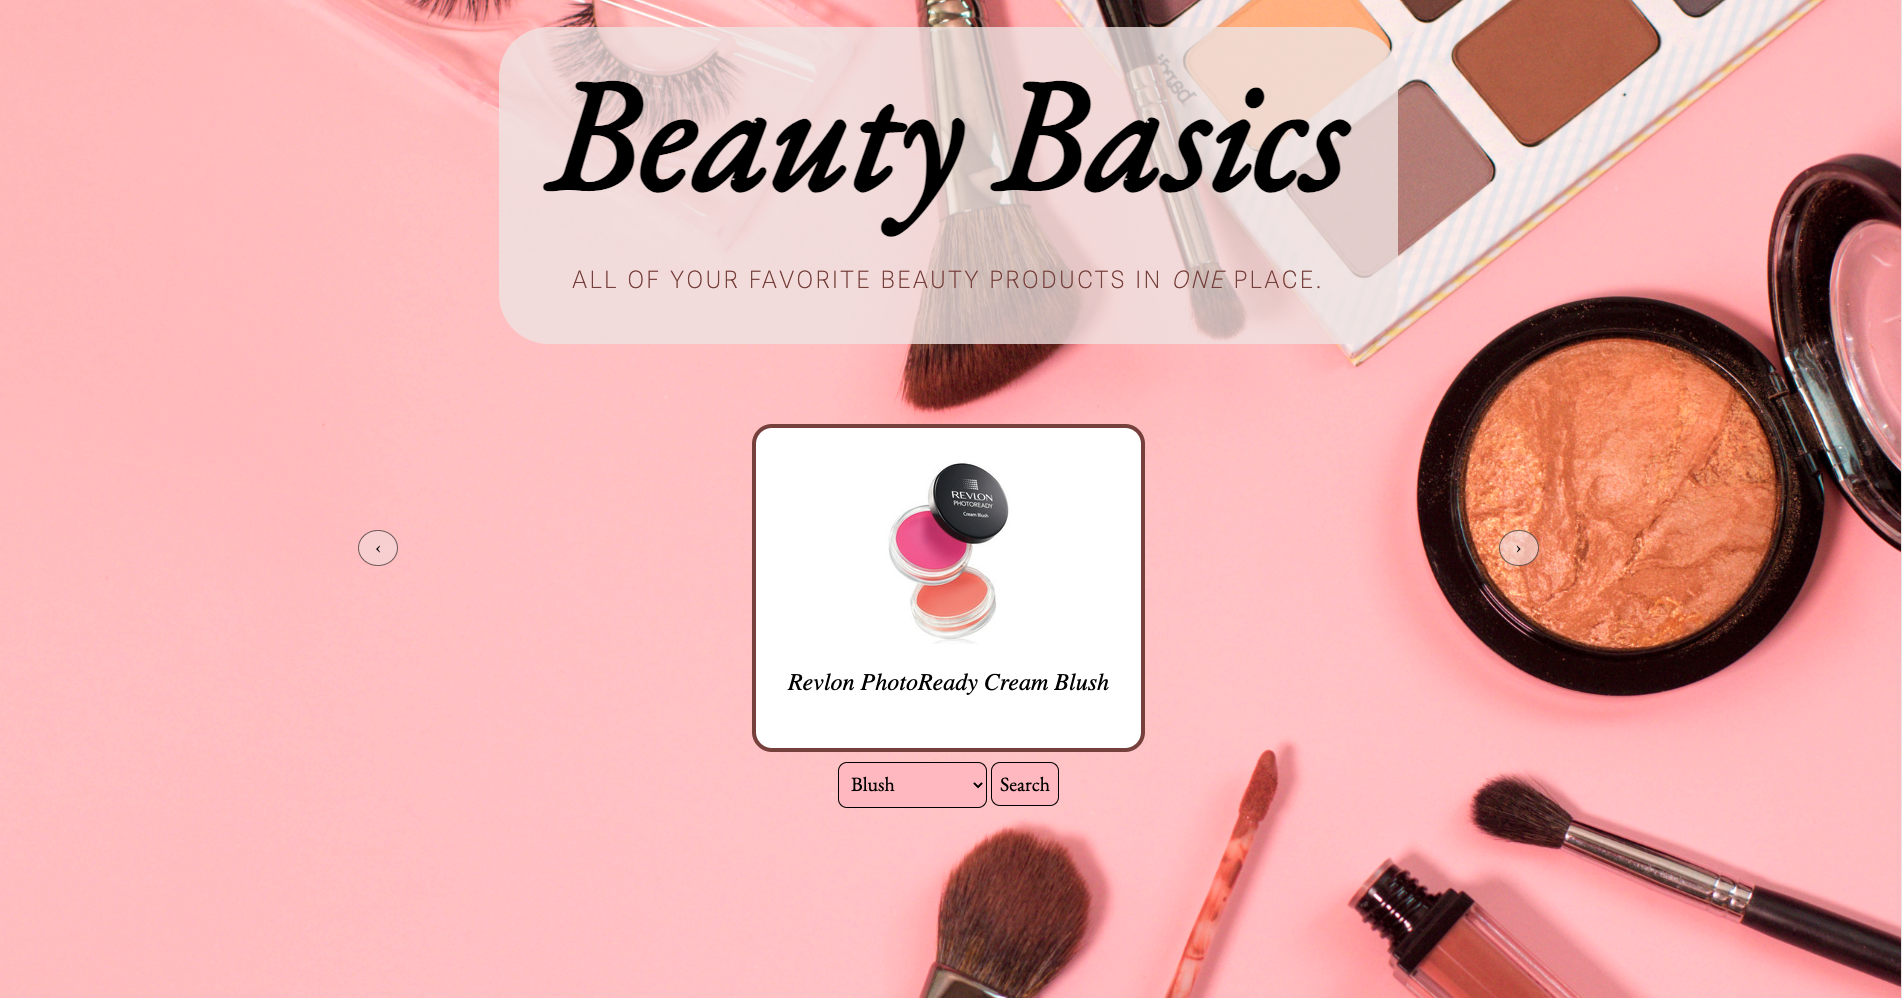 Beauty Basics
ALL OF YOUR FAVORITE BEAUTY PRODUCTS IN ONE PLACE.
REVLON
PHOTOREADY
Cream Blush
‹
›
Revlon PhotoReady Cream Blush
Blush
Search